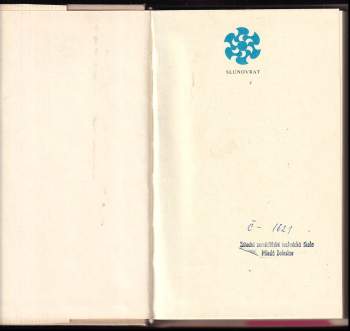 SLUNOVRAT
Č - 1621
Střední zemědělská technická škola
Mladá Boleslav